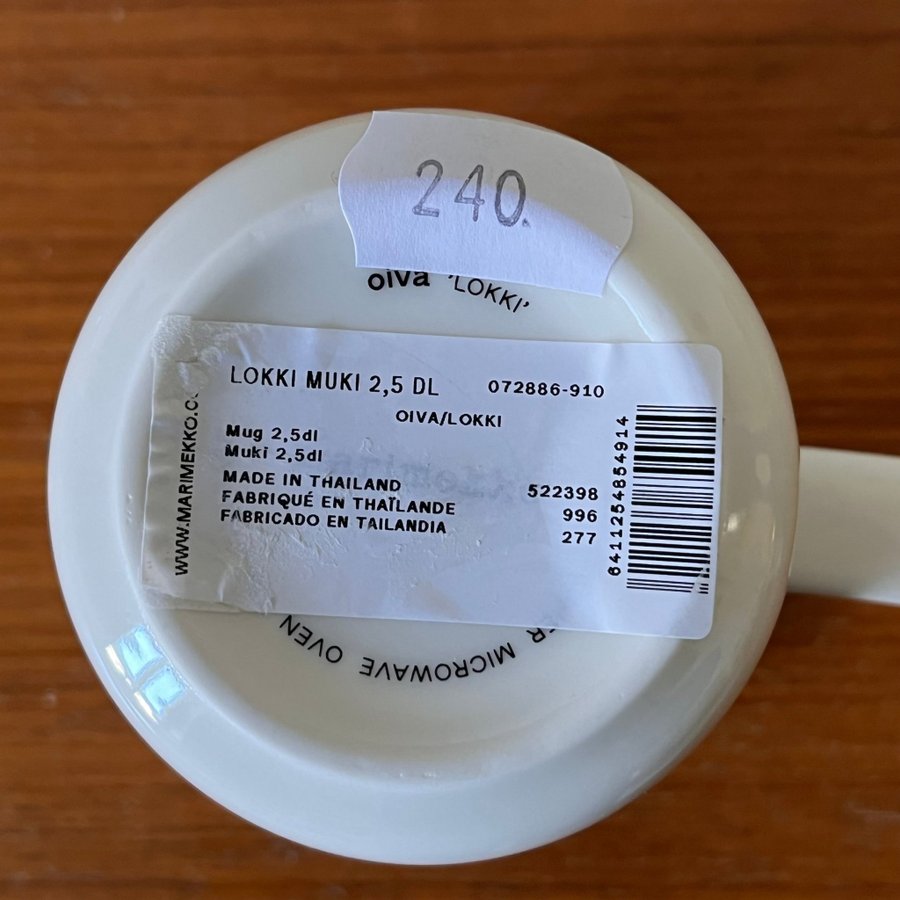 240.
oiva 'LOKKI'
LOKKI MUKI 2,5 DL 072886-910
OIVA/LOKKI
Mug 2,5dl
Muki 2,5dl
MADE IN THAILAND
FABRIQUÉ EN THAÏLANDE
FABRICADO EN TAILANDIA
522398
996
277
6411254854914
WWW.MARIMEKKO.C
MICROWAVE OVEN